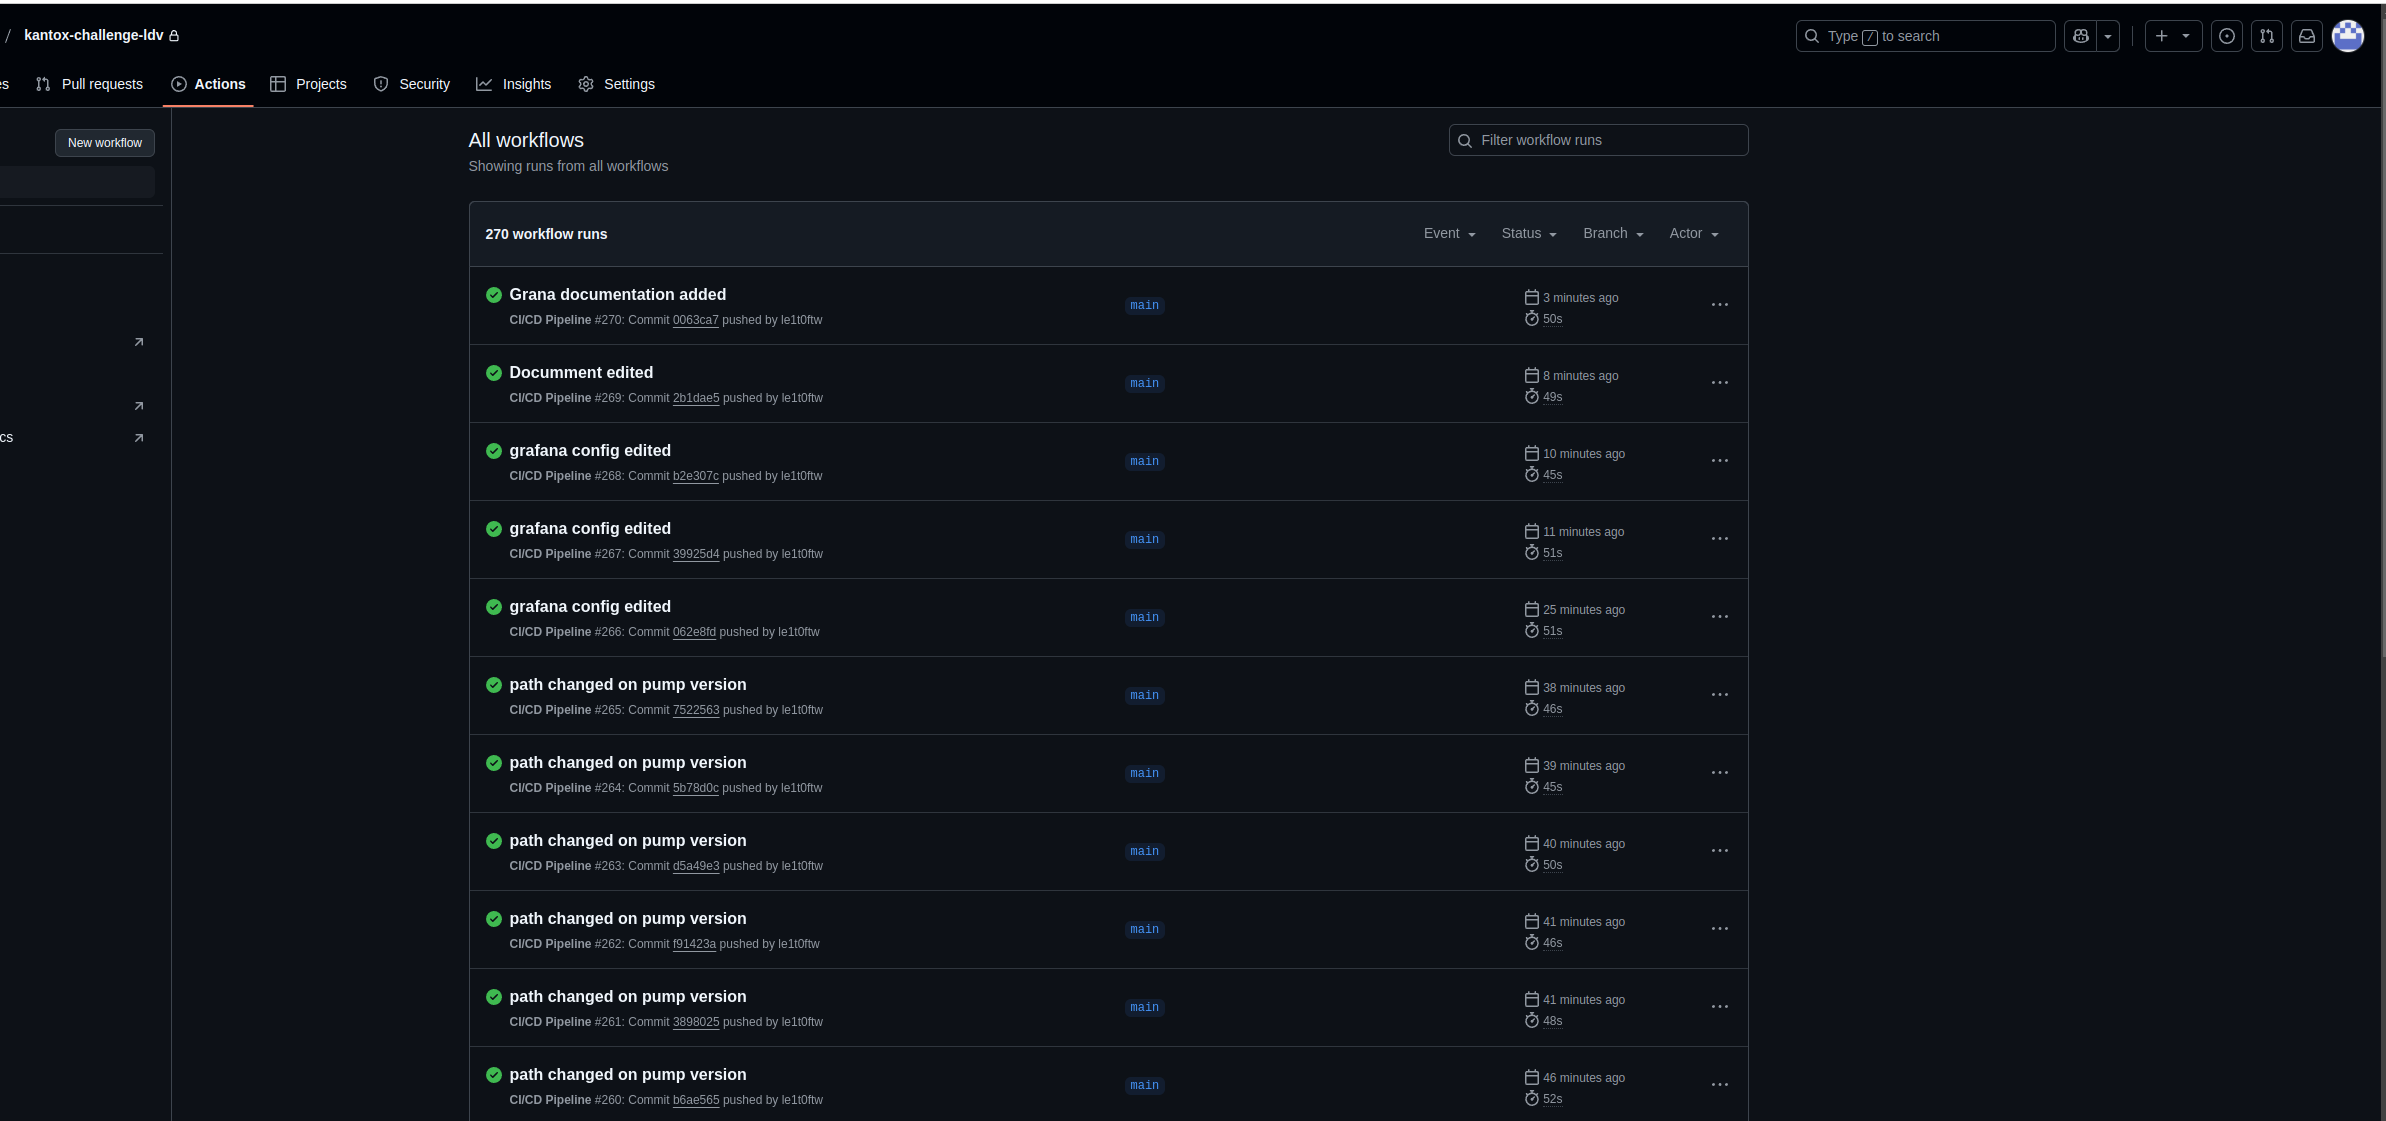 / kantox-challenge-ldv
Type / to search
es
Pull requests
Actions
Projects
Security
Insights
Settings
New workflow
cs
All workflows
Showing runs from all workflows
Filter workflow runs
270 workflow runs
Event
Status
Branch
Actor
Grana documentation added
main
3 minutes ago
CI/CD Pipeline #270: Commit 0063ca7 pushed by le1t0ftw
50s
Documment edited
main
8 minutes ago
CI/CD Pipeline #269: Commit 2b1dae5 pushed by le1t0ftw
49s
grafana config edited
main
10 minutes ago
CI/CD Pipeline #268: Commit b2e307c pushed by le1t0ftw
45s
grafana config edited
main
11 minutes ago
CI/CD Pipeline #267: Commit 39925d4 pushed by le1t0ftw
51s
grafana config edited
main
25 minutes ago
CI/CD Pipeline #266: Commit 062e8fd pushed by le1t0ftw
51s
path changed on pump version
main
38 minutes ago
CI/CD Pipeline #265: Commit 7522563 pushed by le1t0ftw
46s
path changed on pump version
main
39 minutes ago
CI/CD Pipeline #264: Commit 5b78d0c pushed by le1t0ftw
45s
path changed on pump version
main
40 minutes ago
CI/CD Pipeline #263: Commit d5a49e3 pushed by le1t0ftw
50s
path changed on pump version
main
41 minutes ago
CI/CD Pipeline #262: Commit f91423a pushed by le1t0ftw
46s
path changed on pump version
main
41 minutes ago
CI/CD Pipeline #261: Commit 3898025 pushed by le1t0ftw
48s
path changed on pump version
main
46 minutes ago
CI/CD Pipeline #260: Commit b6ae565 pushed by le1t0ftw
52s